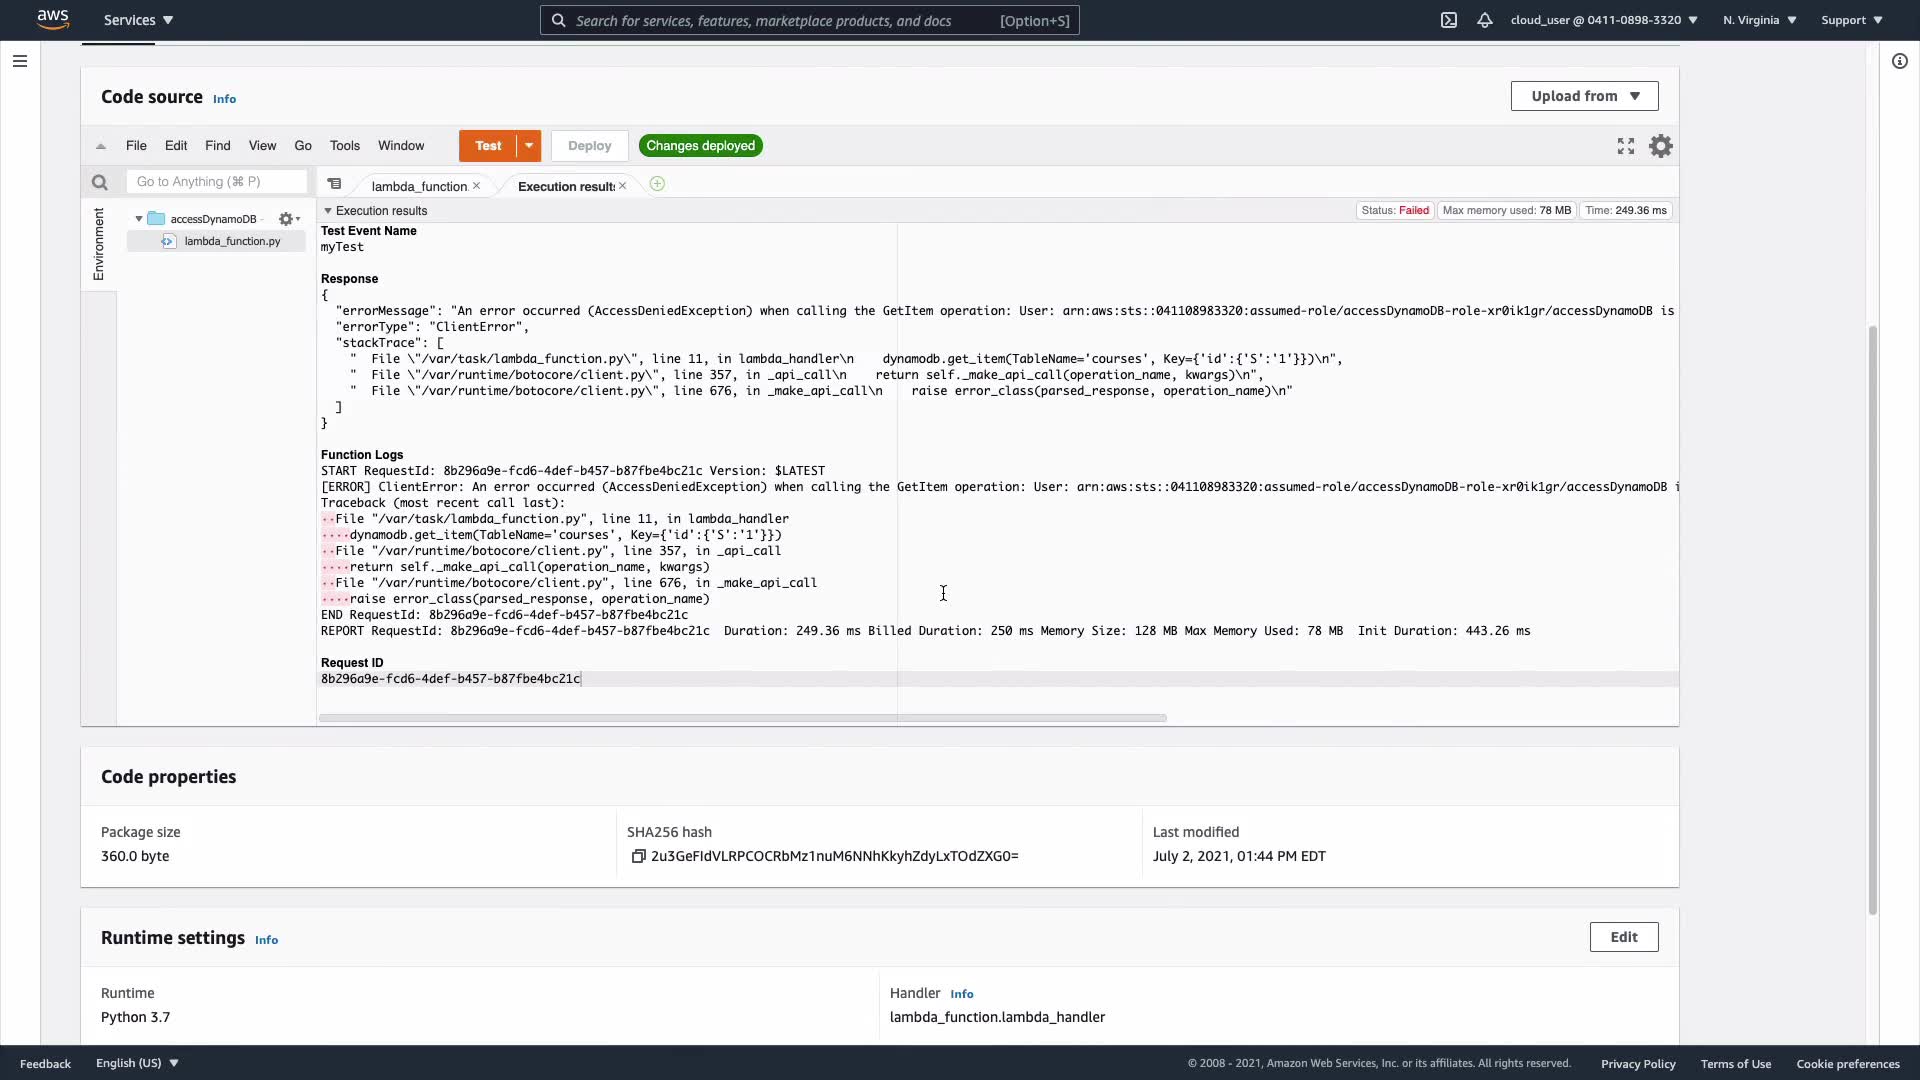 aws
Services
Search for services, features, marketplace products, and docs
[Option+S]
cloud_user @ 0411-0898-3320
N. Virginia
Support
Code source
Info
Upload from
File
Edit
Find
View
Go
Tools
Window
Test
Deploy
Changes deployed
Go to Anything (⌘ P)
lambda_function
Execution results
Environment
accessDynamoDB -
lambda_function.py
Execution results
Status: Failed
Max memory used: 78 MB
Time: 249.36 ms
Test Event Name
myTest
Response
{
"errorMessage": "An error occurred (AccessDeniedException) when calling the GetItem operation: User: arn:aws:sts::041108983320:assumed-role/accessDynamoDB-role-xr0ik1gr/accessDynamoDB is
"errorType": "ClientError",
"stackTrace": [
"  File \"/var/task/lambda_function.py\", line 11, in lambda_handler\n    dynamodb.get_item(TableName='courses', Key={'id':{'S':'1'}})\n",
"  File \"/var/runtime/botocore/client.py\", line 357, in _api_call\n    return self._make_api_call(operation_name, kwargs)\n",
"  File \"/var/runtime/botocore/client.py\", line 676, in _make_api_call\n    raise error_class(parsed_response, operation_name)\n"
]
}
Function Logs
START RequestId: 8b296a9e-fcd6-4def-b457-b87fbe4bc21c Version: $LATEST
[ERROR] ClientError: An error occurred (AccessDeniedException) when calling the GetItem operation: User: arn:aws:sts::041108983320:assumed-role/accessDynamoDB-role-xr0ik1gr/accessDynamoDB i
Traceback (most recent call last):
··File "/var/task/lambda_function.py", line 11, in lambda_handler
····dynamodb.get_item(TableName='courses', Key={'id':{'S':'1'}})
··File "/var/runtime/botocore/client.py", line 357, in _api_call
····return self._make_api_call(operation_name, kwargs)
··File "/var/runtime/botocore/client.py", line 676, in _make_api_call
····raise error_class(parsed_response, operation_name)
END RequestId: 8b296a9e-fcd6-4def-b457-b87fbe4bc21c
REPORT RequestId: 8b296a9e-fcd6-4def-b457-b87fbe4bc21c  Duration: 249.36 ms Billed Duration: 250 ms Memory Size: 128 MB Max Memory Used: 78 MB  Init Duration: 443.26 ms
Request ID
8b296a9e-fcd6-4def-b457-b87fbe4bc21c
Code properties
Package size
360.0 byte
SHA256 hash
2u3GeFIdVLRPCOCRbMz1nuM6NNhKkyhZdyLxTOdZXG0=
Last modified
July 2, 2021, 01:44 PM EDT
Runtime settings
Info
Edit
Runtime
Python 3.7
Handler
Info
lambda_function.lambda_handler
Feedback
English (US)
© 2008 - 2021, Amazon Web Services, Inc. or its affiliates. All rights reserved.
Privacy Policy
Terms of Use
Cookie preferences